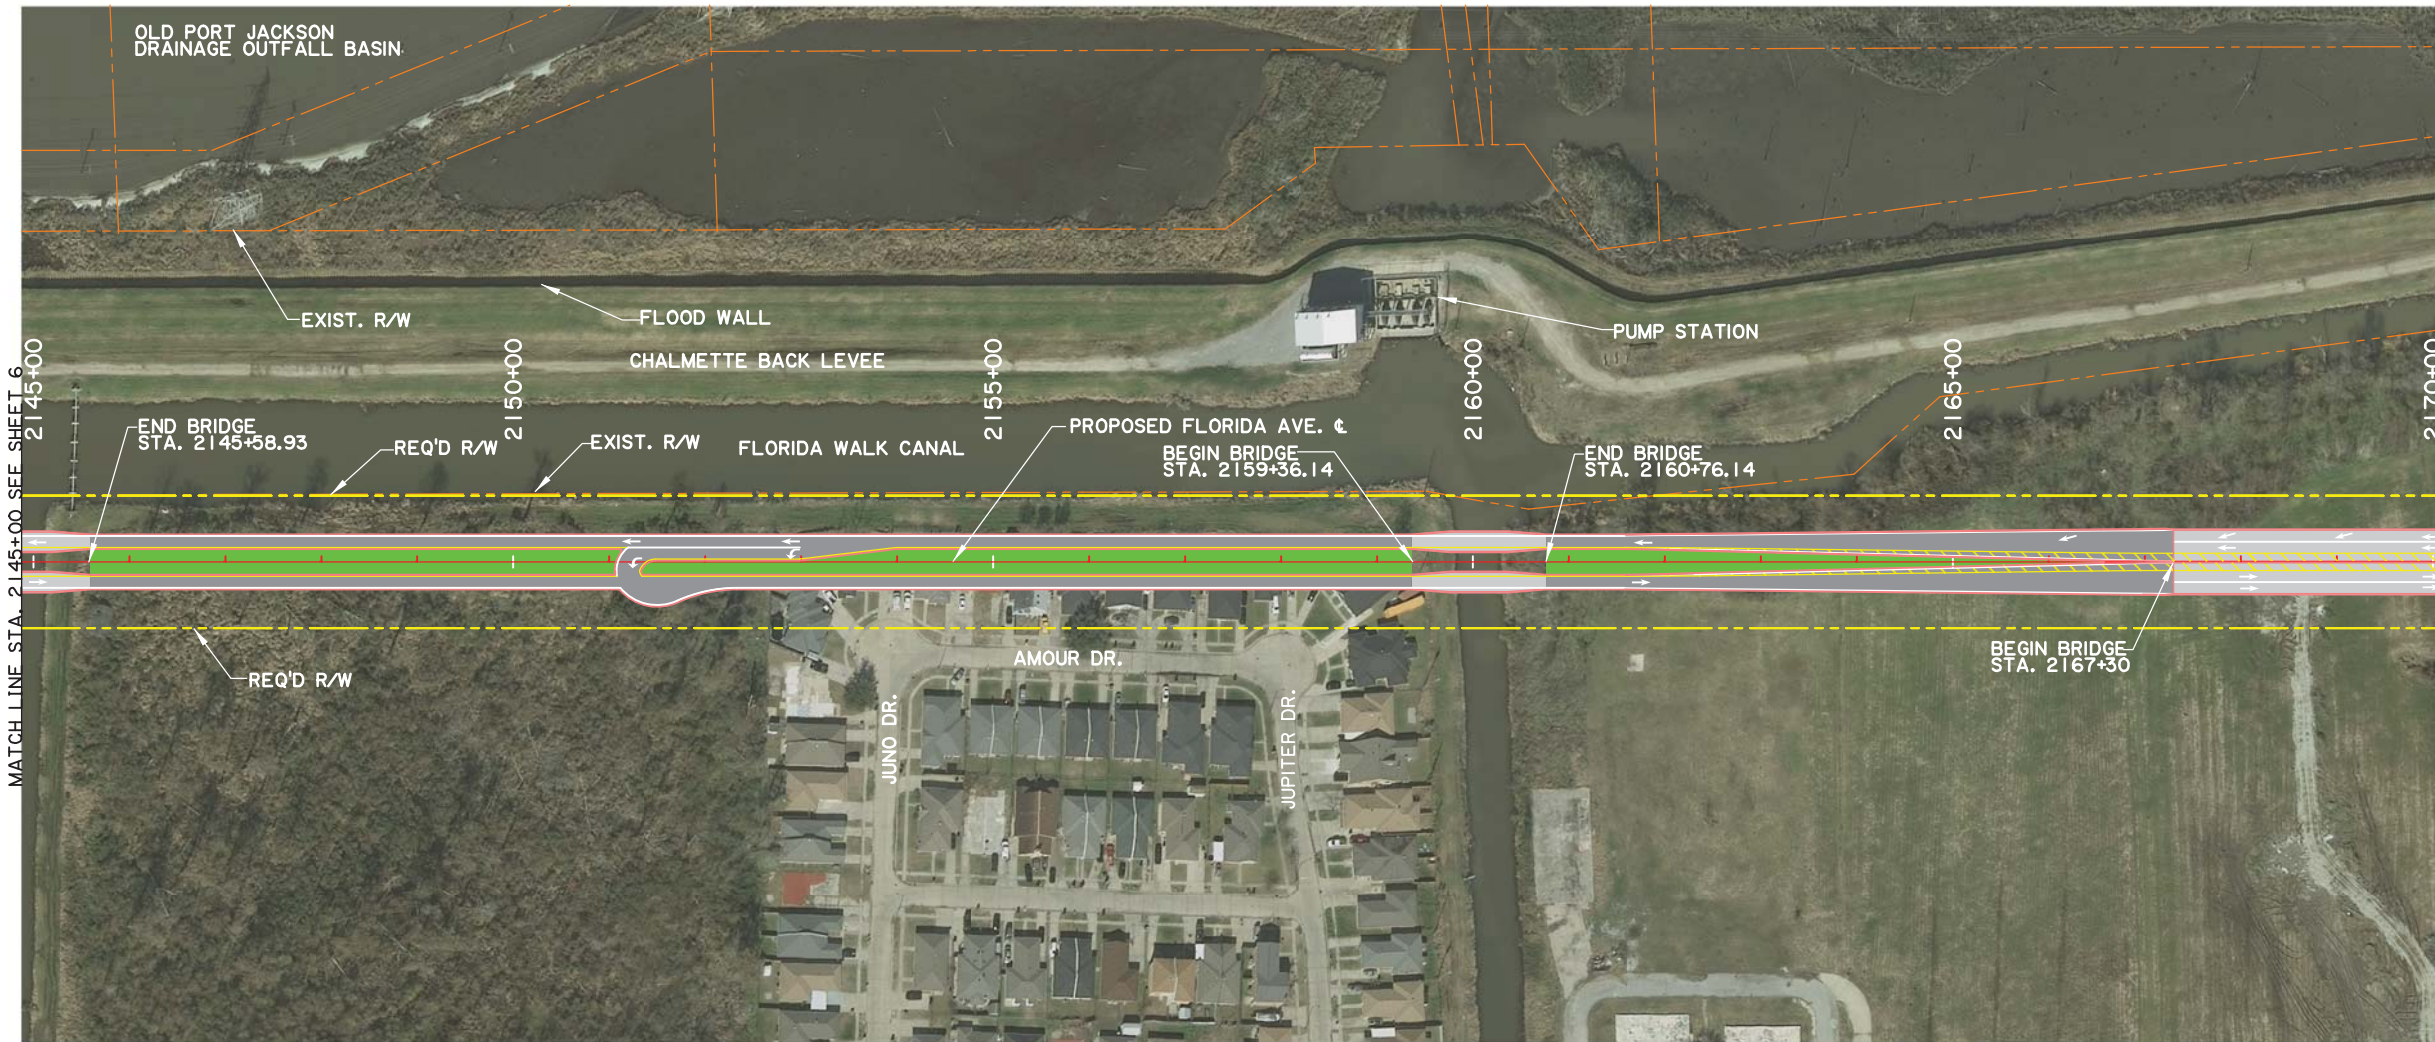 OLD PORT JACKSON
DRAINAGE OUTFALL BASIN
EXIST. R/W
FLOOD WALL
PUMP STATION
CHALMETTE BACK LEVEE
MATCH LINE STA. 2145+00 SEE SHEET 6
2145+00
2150+00
2155+00
2160+00
2165+00
2170+00
END BRIDGE
STA. 2145+58.93
REQ'D R/W
EXIST. R/W
FLORIDA WALK CANAL
PROPOSED FLORIDA AVE. ℄
BEGIN BRIDGE
STA. 2159+36.14
END BRIDGE
STA. 2160+76.14
REQ'D R/W
AMOUR DR.
JUNO DR.
JUPITER DR.
BEGIN BRIDGE
STA. 2167+30